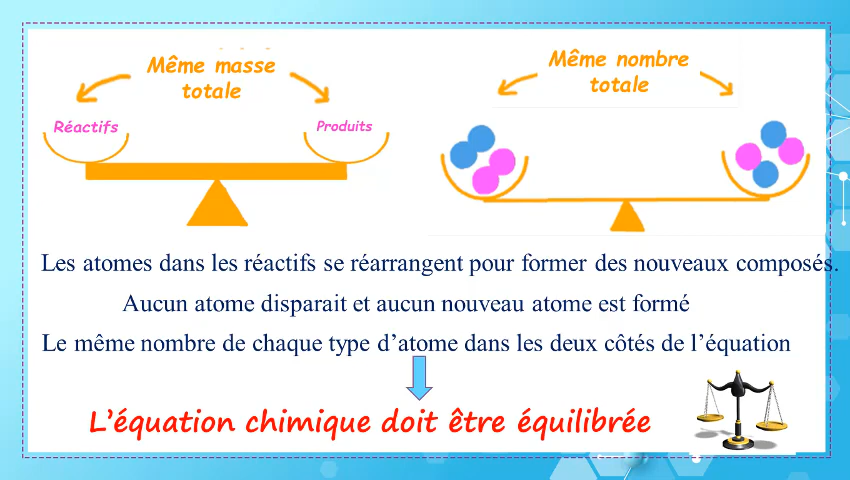 Même masse
totale
Réactifs
Produits
Même nombre
totale
Les atomes dans les réactifs se réarrangent pour former des nouveaux composés.
Aucun atome disparait et aucun nouveau atome est formé
Le même nombre de chaque type d'atome dans les deux côtés de l'équation
L'équation chimique doit être équilibrée